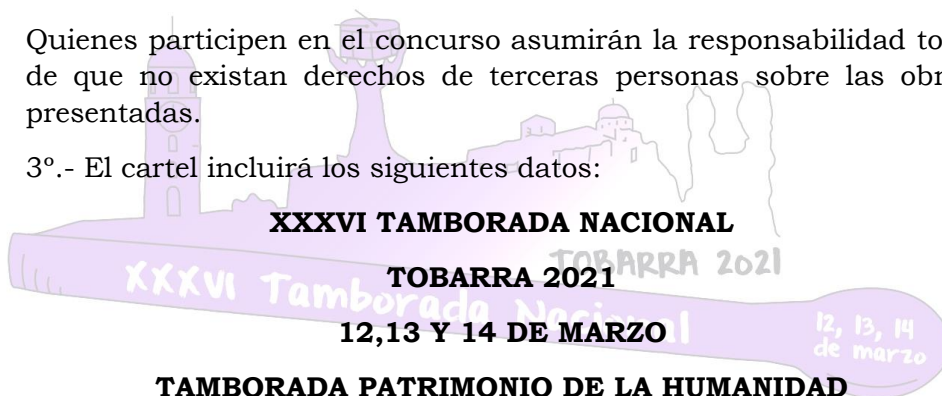 Quienes participen en el concurso asumirán la responsabilidad to
de que no existan derechos de terceras personas sobre las obr
presentadas.
3º.- El cartel incluirá los siguientes datos:
XXXVI TAMBORADA NACIONAL
TOBARRA 2021
TOBARRA 2021
XXXVI Tamborada Nacional
12,13 Y 14 DE MARZO
12, 13, 14
de marzo
TAMBORADA PATRIMONIO DE LA HUMANIDAD